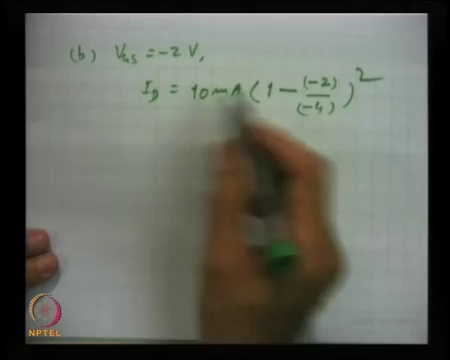 (b) V_GS = -2 V,
I_D = 10 mA (1 - (-2)/(-4))^2
NPTEL